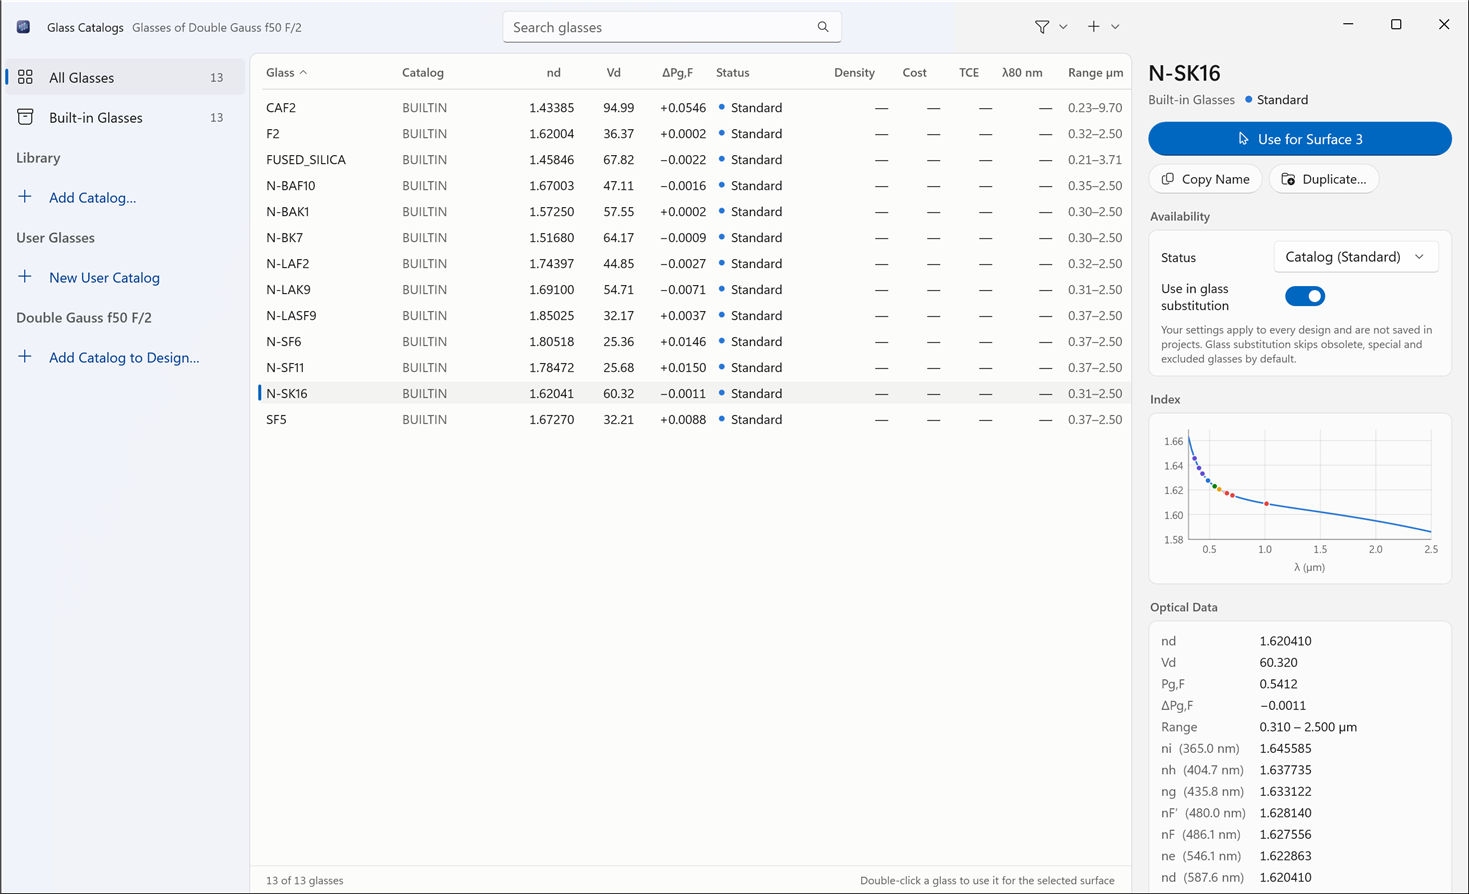 Glass Catalogs Glasses of Double Gauss f50 F/2
Search glasses
All Glasses 13
Built-in Glasses 13
Library
Add Catalog...
User Glasses
New User Catalog
Double Gauss f50 F/2
Add Catalog to Design...
Glass Catalog nd Vd ΔPg,F Status Density Cost TCE λ80 nm Range µm
CAF2 BUILTIN 1.43385 94.99 +0.0546 Standard — — — — 0.23–9.70
F2 BUILTIN 1.62004 36.37 +0.0002 Standard — — — — 0.32–2.50
FUSED_SILICA BUILTIN 1.45846 67.82 −0.0022 Standard — — — — 0.21–3.71
N-BAF10 BUILTIN 1.67003 47.11 −0.0016 Standard — — — — 0.35–2.50
N-BAK1 BUILTIN 1.57250 57.55 +0.0002 Standard — — — — 0.30–2.50
N-BK7 BUILTIN 1.51680 64.17 −0.0009 Standard — — — — 0.30–2.50
N-LAF2 BUILTIN 1.74397 44.85 −0.0027 Standard — — — — 0.32–2.50
N-LAK9 BUILTIN 1.69100 54.71 −0.0071 Standard — — — — 0.31–2.50
N-LASF9 BUILTIN 1.85025 32.17 +0.0037 Standard — — — — 0.37–2.50
N-SF6 BUILTIN 1.80518 25.36 +0.0146 Standard — — — — 0.37–2.50
N-SF11 BUILTIN 1.78472 25.68 +0.0150 Standard — — — — 0.37–2.50
N-SK16 BUILTIN 1.62041 60.32 −0.0011 Standard — — — — 0.31–2.50
SF5 BUILTIN 1.67270 32.21 +0.0088 Standard — — — — 0.37–2.50
13 of 13 glasses
Double-click a glass to use it for the selected surface
N-SK16
Built-in Glasses Standard
Use for Surface 3
Copy Name Duplicate...
Availability
Status Catalog (Standard)
Use in glass
substitution
Your settings apply to every design and are not saved in
projects. Glass substitution skips obsolete, special and
excluded glasses by default.
Index
1.66
1.64
1.62
1.60
1.58
0.5 1.0 1.5 2.0 2.5
λ (µm)
Optical Data
nd 1.620410
Vd 60.320
Pg,F 0.5412
ΔPg,F −0.0011
Range 0.310 – 2.500 µm
ni (365.0 nm) 1.645585
nh (404.7 nm) 1.637735
ng (435.8 nm) 1.633122
nF' (480.0 nm) 1.628140
nF (486.1 nm) 1.627556
ne (546.1 nm) 1.622863
nd (587.6 nm) 1.620410